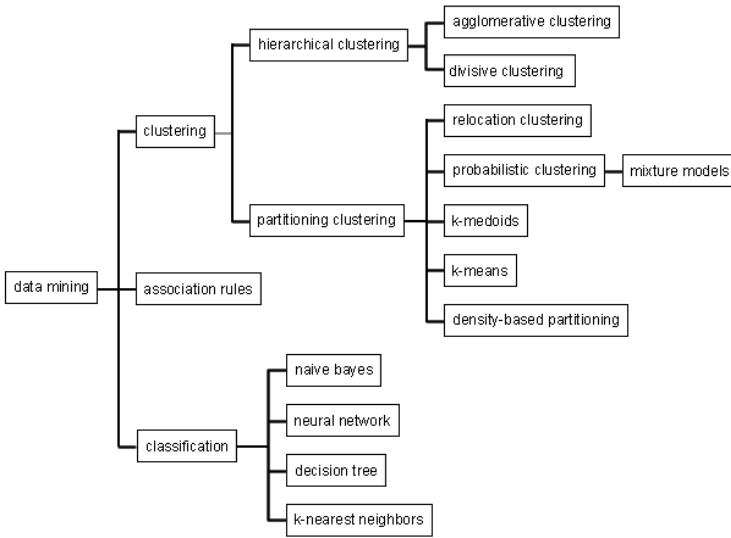 agglomerative clustering
hierarchical clustering
divisive clustering
relocation clustering
clustering
probabilistic clustering
mixture models
partitioning clustering
k-medoids
k-means
data mining
association rules
density-based partitioning
naive bayes
neural network
classification
decision tree
k-nearest neighbors